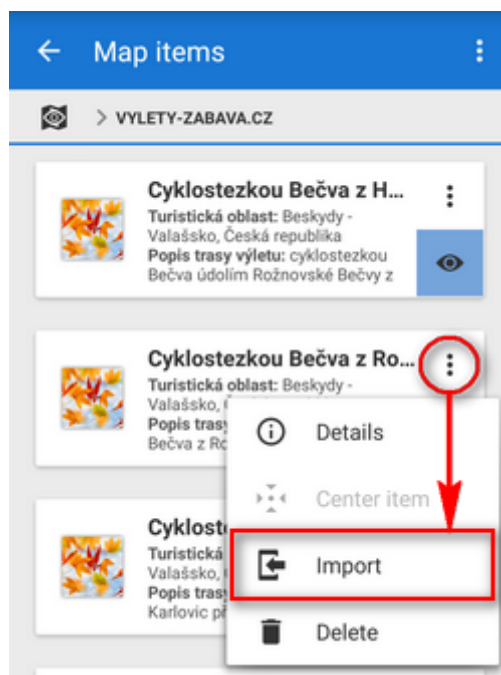 Map items
> VYLETY-ZABAVA.CZ
Cyklostezkou Bečva z H...
Turistická oblast: Beskydy -
Valašsko, Česká republika
Popis trasy výletu: cyklostezkou
Bečva údolím Rožnovské Bečvy z
Cyklostezkou Bečva z Ro...
Turistická oblast: Beskydy -
Valašsko,
Popis tras
Bečva z Ro
Details
Center item
Import
Delete
Cyklost
Turistická
Valašsko,
Popis tras
Karlovic př